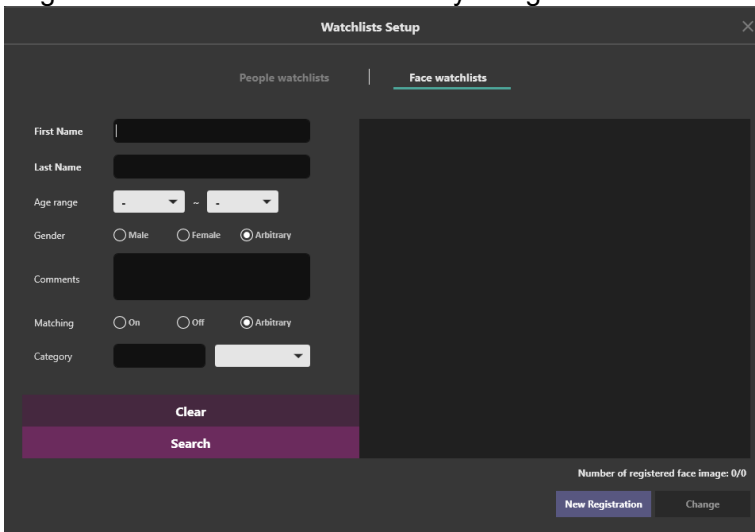 Watchlists Setup
People watchlists | Face watchlists
First Name
Last Name
Age range - ~ -
Gender Male Female Arbitrary
Comments
Matching On Off Arbitrary
Category
Clear
Search
Number of registered face image: 0/0
New Registration Change